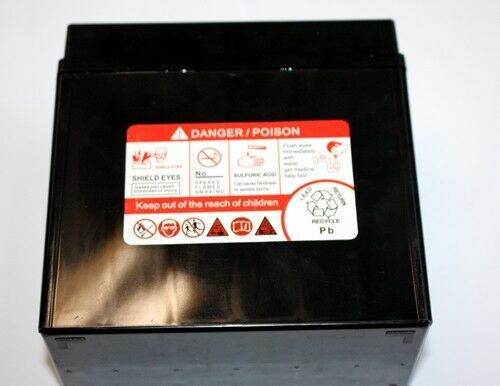 DANGER / POISON
SHIELD EYES
SHIELD EYES
Gases can cause
blindness or injury
No
SPARKS
FLAMES
SMOKING
SULFURIC ACID
Can cause blindness
or severe burns
Flush eyes
immediately
with
water
get medical
help fast
Keep out of the reach of children
LEAD
RETURN
RECYCLE
Pb